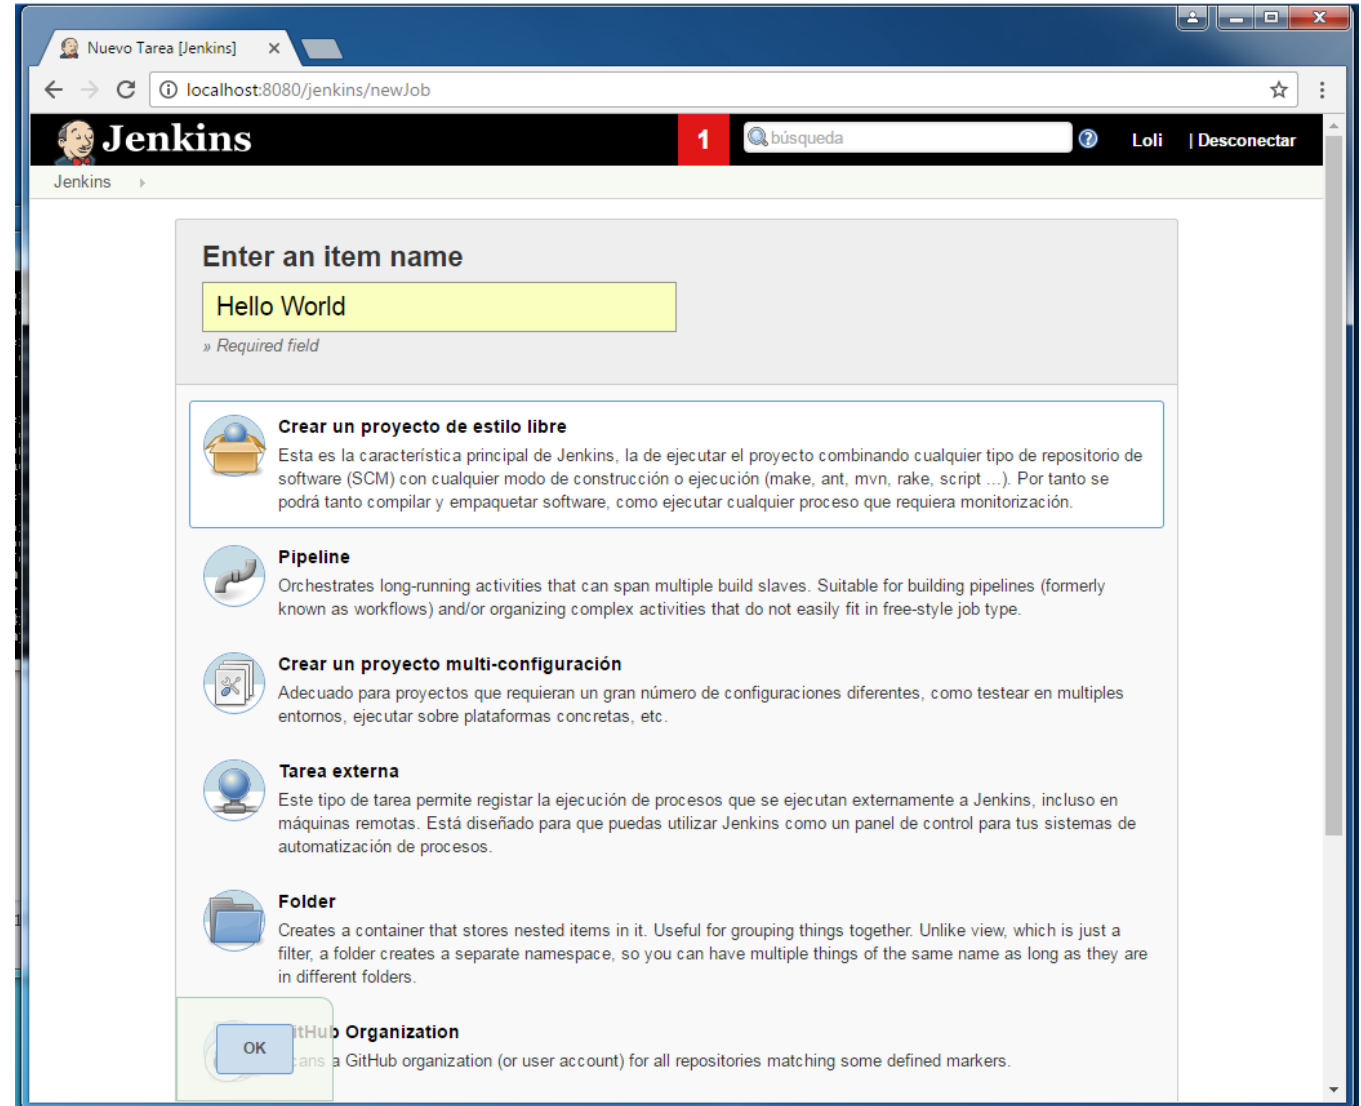 Nuevo Tarea [Jenkins]
localhost:8080/jenkins/newJob
Jenkins
1
búsqueda
Loli
| Desconectar
Jenkins
Enter an item name
Hello World
» Required field
Crear un proyecto de estilo libre
Esta es la característica principal de Jenkins, la de ejecutar el proyecto combinando cualquier tipo de repositorio de
software (SCM) con cualquier modo de construcción o ejecución (make, ant, mvn, rake, script ...). Por tanto se
podrá tanto compilar y empaquetar software, como ejecutar cualquier proceso que requiera monitorización.
Pipeline
Orchestrates long-running activities that can span multiple build slaves. Suitable for building pipelines (formerly
known as workflows) and/or organizing complex activities that do not easily fit in free-style job type.
Crear un proyecto multi-configuración
Adecuado para proyectos que requieran un gran número de configuraciones diferentes, como testear en multiples
entornos, ejecutar sobre plataformas concretas, etc.
Tarea externa
Este tipo de tarea permite registar la ejecución de procesos que se ejecutan externamente a Jenkins, incluso en
máquinas remotas. Está diseñado para que puedas utilizar Jenkins como un panel de control para tus sistemas de
automatización de procesos.
Folder
Creates a container that stores nested items in it. Useful for grouping things together. Unlike view, which is just a
filter, a folder creates a separate namespace, so you can have multiple things of the same name as long as they are
in different folders.
OK
itHub Organization
cans a GitHub organization (or user account) for all repositories matching some defined markers.